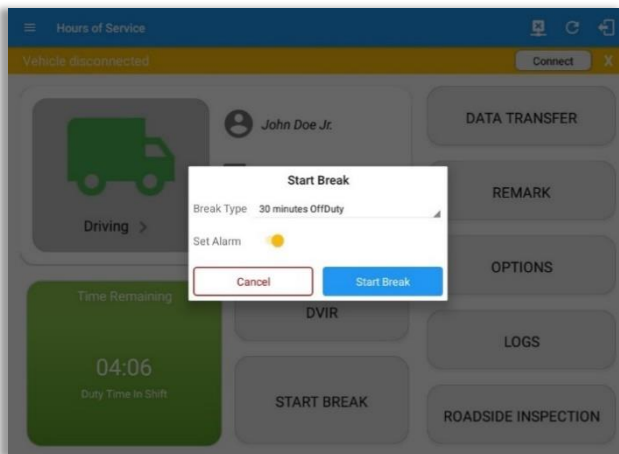 Hours of Service
Vehicle disconnected
Connect
X
John Doe Jr.
Driving >
DATA TRANSFER
REMARK
OPTIONS
LOGS
ROADSIDE INSPECTION
Start Break
Break Type 30 minutes OffDuty
Set Alarm
Cancel
Start Break
Time Remaining
04:06
Duty Time In Shift
DVIR
START BREAK